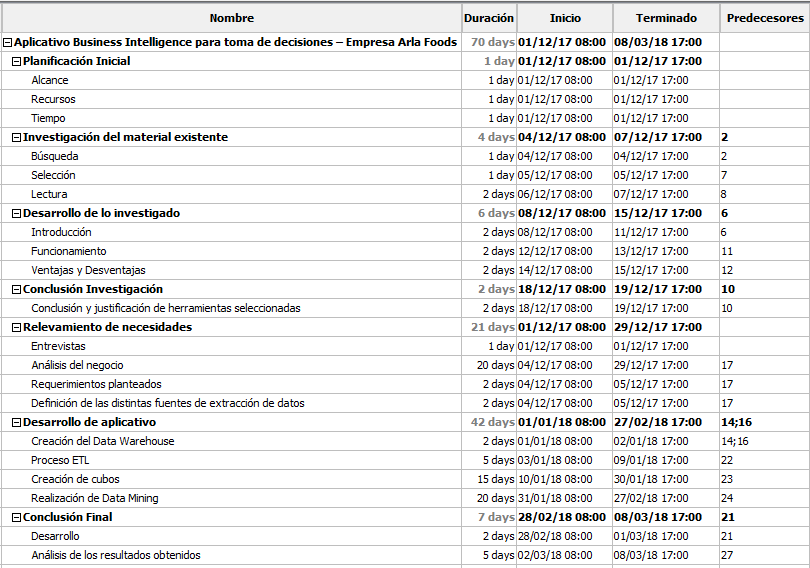 Nombre Duración Inicio Terminado Predecesores
Aplicativo Business Intelligence para toma de decisiones – Empresa Arla Foods 70 days 01/12/17 08:00 08/03/18 17:00
Planificación Inicial 1 day 01/12/17 08:00 01/12/17 17:00
Alcance 1 day 01/12/17 08:00 01/12/17 17:00
Recursos 1 day 01/12/17 08:00 01/12/17 17:00
Tiempo 1 day 01/12/17 08:00 01/12/17 17:00
Investigación del material existente 4 days 04/12/17 08:00 07/12/17 17:00 2
Búsqueda 1 day 04/12/17 08:00 04/12/17 17:00 2
Selección 1 day 05/12/17 08:00 05/12/17 17:00 7
Lectura 2 days 06/12/17 08:00 07/12/17 17:00 8
Desarrollo de lo investigado 6 days 08/12/17 08:00 15/12/17 17:00 6
Introducción 2 days 08/12/17 08:00 11/12/17 17:00 6
Funcionamiento 2 days 12/12/17 08:00 13/12/17 17:00 11
Ventajas y Desventajas 2 days 14/12/17 08:00 15/12/17 17:00 12
Conclusión Investigación 2 days 18/12/17 08:00 19/12/17 17:00 10
Conclusión y justificación de herramientas seleccionadas 2 days 18/12/17 08:00 19/12/17 17:00 10
Relevamiento de necesidades 21 days 01/12/17 08:00 29/12/17 17:00
Entrevistas 1 day 01/12/17 08:00 01/12/17 17:00
Análisis del negocio 20 days 04/12/17 08:00 29/12/17 17:00 17
Requerimientos planteados 2 days 04/12/17 08:00 05/12/17 17:00 17
Definición de las distintas fuentes de extracción de datos 2 days 04/12/17 08:00 05/12/17 17:00 17
Desarrollo de aplicativo 42 days 01/01/18 08:00 27/02/18 17:00 14;16
Creación del Data Warehouse 2 days 01/01/18 08:00 02/01/18 17:00 14;16
Proceso ETL 5 days 03/01/18 08:00 09/01/18 17:00 22
Creación de cubos 15 days 10/01/18 08:00 30/01/18 17:00 23
Realización de Data Mining 20 days 31/01/18 08:00 27/02/18 17:00 24
Conclusión Final 7 days 28/02/18 08:00 08/03/18 17:00 21
Desarrollo 2 days 28/02/18 08:00 01/03/18 17:00 21
Análisis de los resultados obtenidos 5 days 02/03/18 08:00 08/03/18 17:00 27